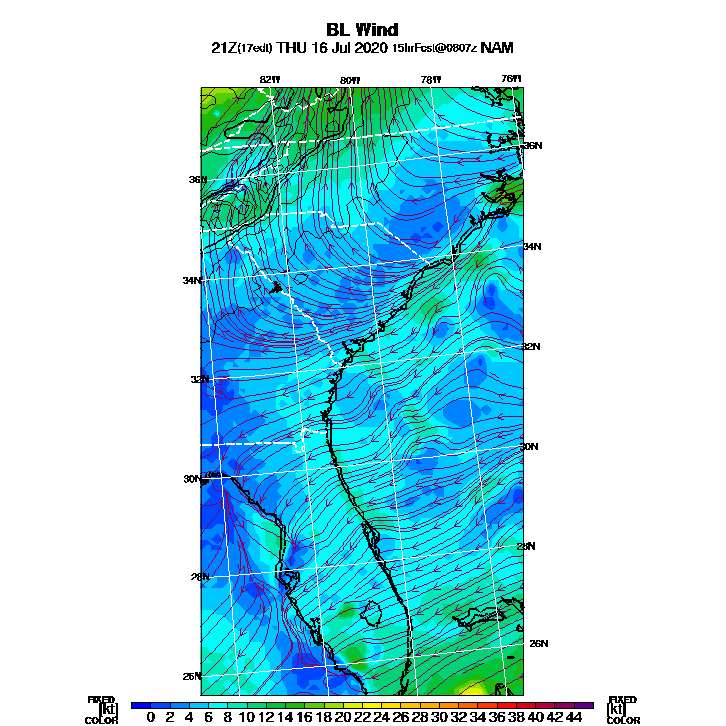 BL Wind
21Z(17edt) THU 16 Jul 2020 15hrFcst@0807z NAM
82W 80W 78W 76W
36N
36N
34N
34N
32N
32N
30N
30N
28N
28N
26N
26N
FIXED FIXED
[kt] 0 2 4 6 8 10 12 14 16 18 20 22 24 26 28 30 32 34 36 38 40 42 44 [kt]
COLOR COLOR